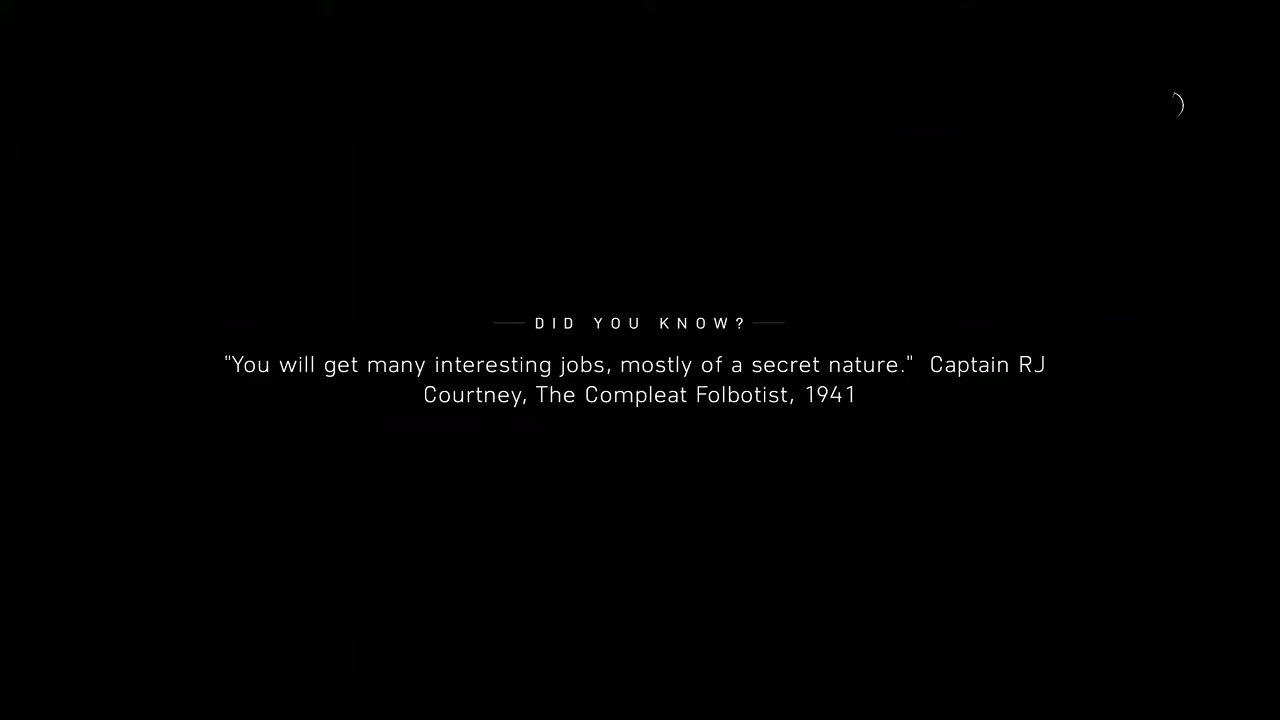 DID YOU KNOW?
"You will get many interesting jobs, mostly of a secret nature."  Captain RJ
Courtney, The Compleat Folbotist, 1941